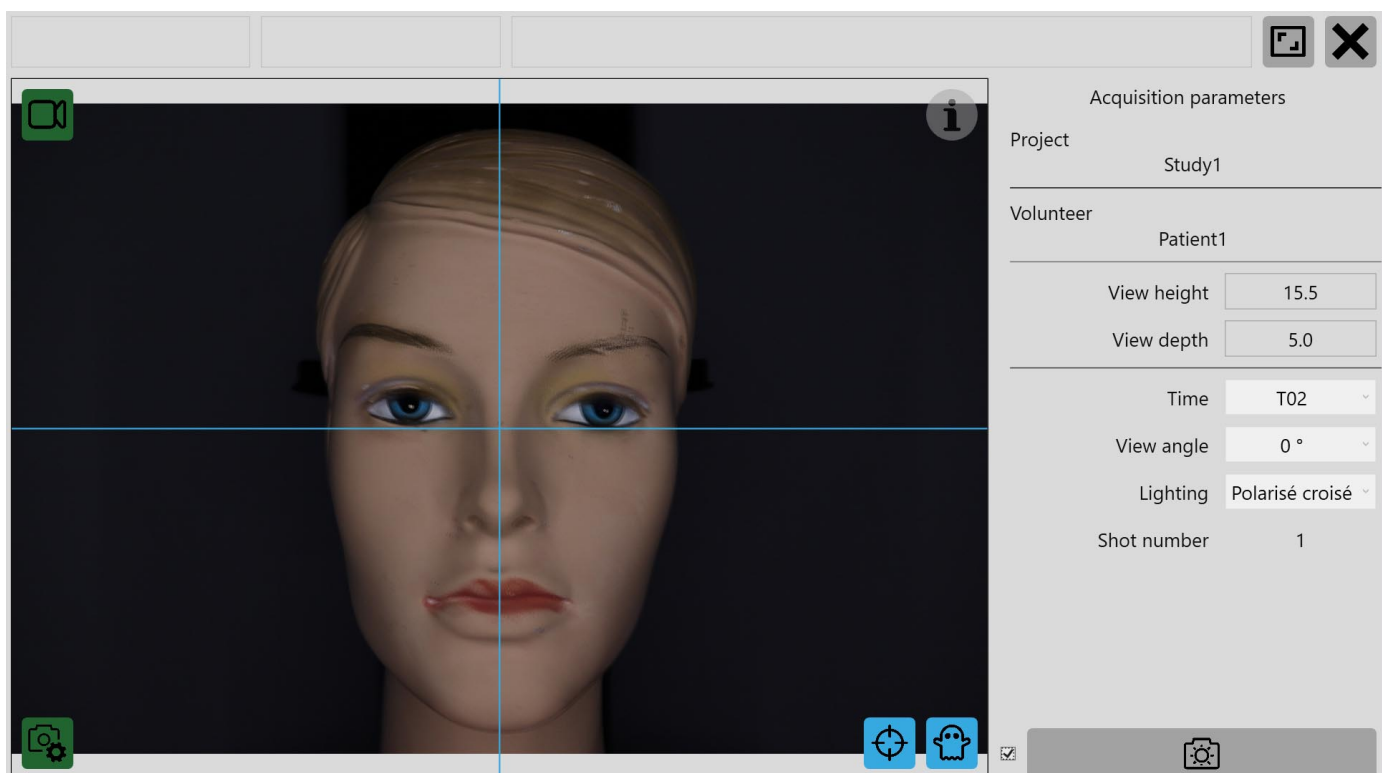 Acquisition parameters
Project
Study1
Volunteer
Patient1
View height 15.5
View depth 5.0
Time T02
View angle 0 °
Lighting Polarisé croisé
Shot number 1